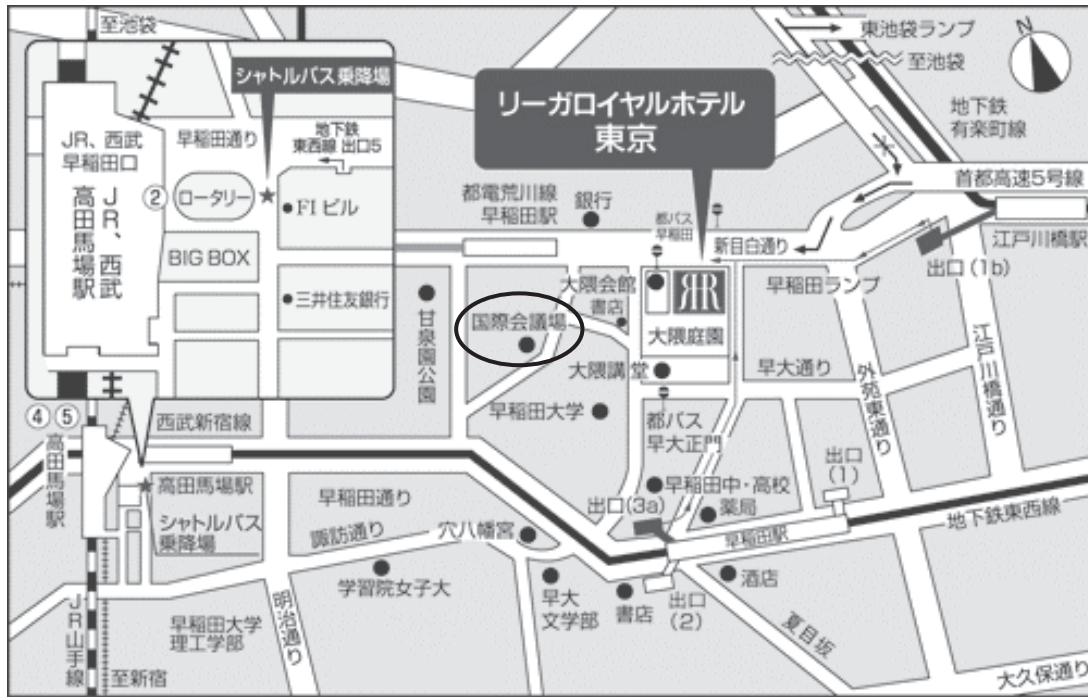 至池袋
シャトルバス乗降場
リーガロイヤルホテル
東京
東池袋ランプ
至池袋
N
地下鉄
有楽町線
首都高速5号線
江戸川橋駅
出口(1b)
JR、西武
早稲田口
JR、西武
高田馬場駅
早稲田通り
地下鉄
東西線 出口5
②
ロータリー
FIビル
BIG BOX
三井住友銀行
都電荒川線
早稲田駅
銀行
都バス
早稲田
新目白通り
早稲田ランプ
大隈会館
書店
RR
大隈庭園
国際会議場
甘泉園公園
大隈講堂
早大通り
外苑東通り
江戸川橋通り
早稲田大学
都バス
早大正門
④ ⑤
西武新宿線
高田馬場駅
高田馬場駅
シャトルバス
乗降場
早稲田通り
諏訪通り
穴八幡宮
出口(3a)
早稲田中・高校
薬局
出口
(1)
早稲田駅
地下鉄東西線
学習院女子大
早大
文学部
書店
出口
(2)
酒店
夏目坂
明治通り
早稲田大学
理工学部
JR山手線
至新宿
大久保通り